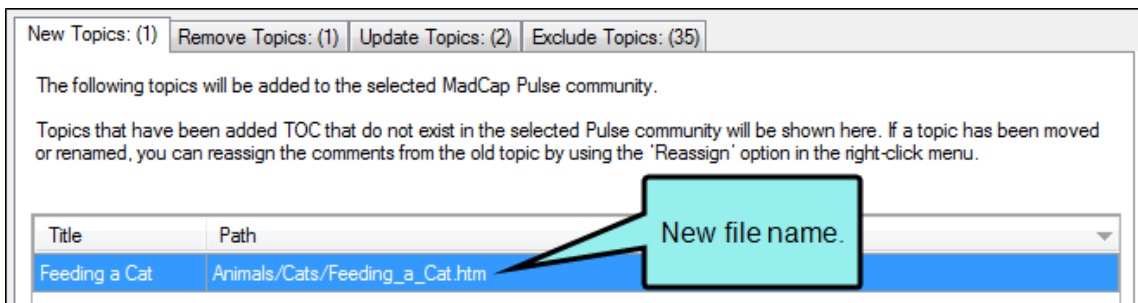 New Topics: (1) Remove Topics: (1) Update Topics: (2) Exclude Topics: (35)
The following topics will be added to the selected MadCap Pulse community.
Topics that have been added TOC that do not exist in the selected Pulse community will be shown here. If a topic has been moved
or renamed, you can reassign the comments from the old topic by using the 'Reassign' option in the right-click menu.
New file name.
Title Path
Feeding a Cat Animals/Cats/Feeding_a_Cat.htm